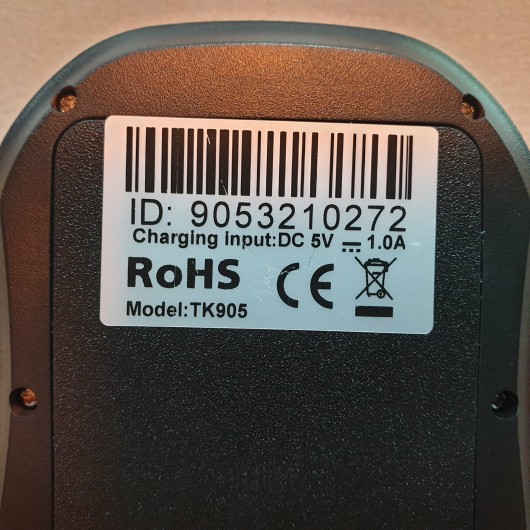 ID: 9053210272
Charging input:DC 5V ⎓ 1.0A
RoHS CE
Model:TK905